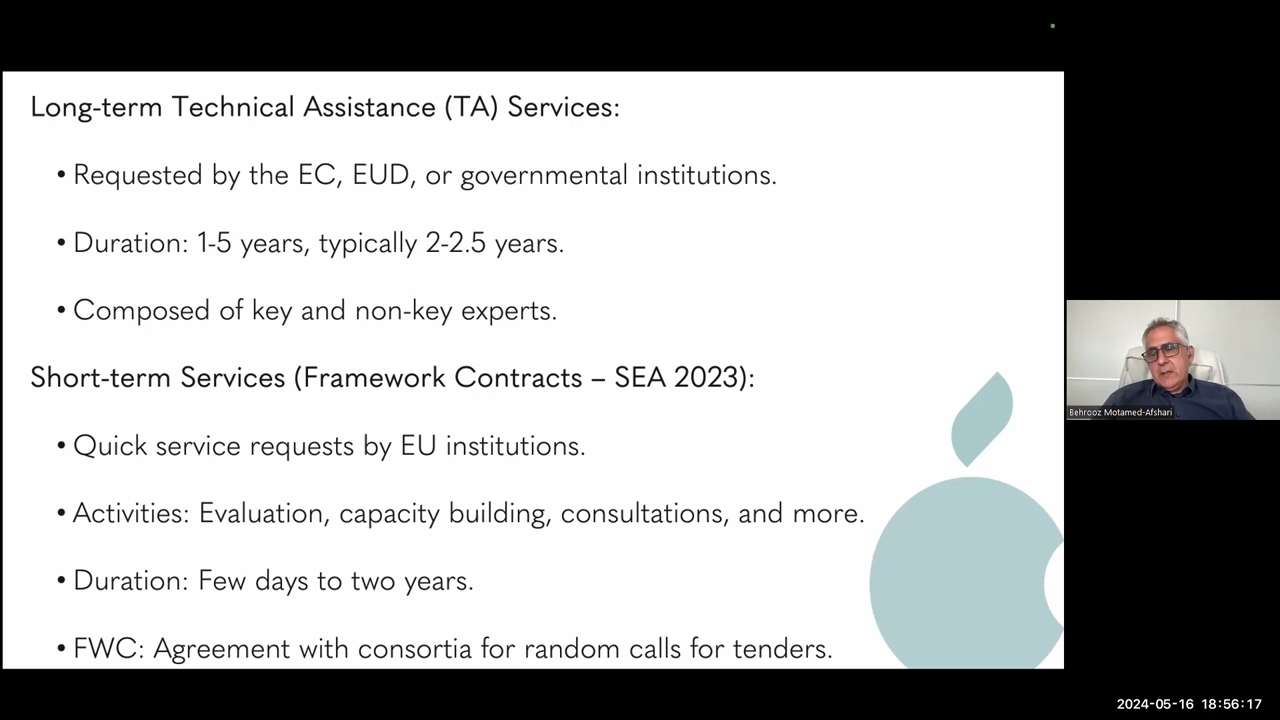 Long-term Technical Assistance (TA) Services:
• Requested by the EC, EUD, or governmental institutions.
• Duration: 1-5 years, typically 2-2.5 years.
• Composed of key and non-key experts.
Short-term Services (Framework Contracts – SEA 2023):
• Quick service requests by EU institutions.
• Activities: Evaluation, capacity building, consultations, and more.
• Duration: Few days to two years.
• FWC: Agreement with consortia for random calls for tenders.
Behrooz Motamed-Afshari
2024-05-16 18:56:17